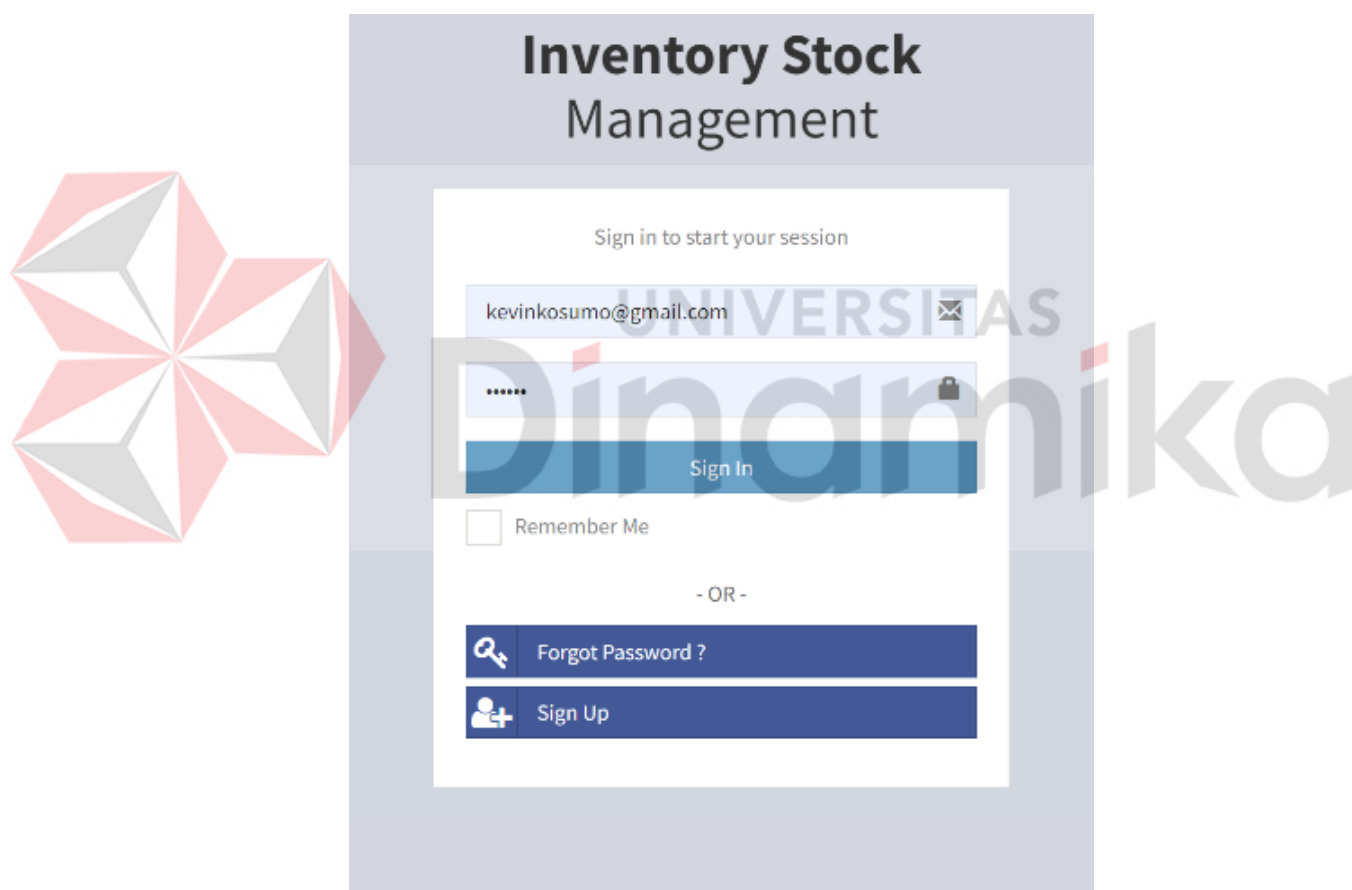 Inventory Stock
Management
Sign in to start your session
kevinkosumo@gmail.com
UNIVERSITAS
Dinamika
••••••
Sign In
Remember Me
- OR -
Forgot Password ?
Sign Up